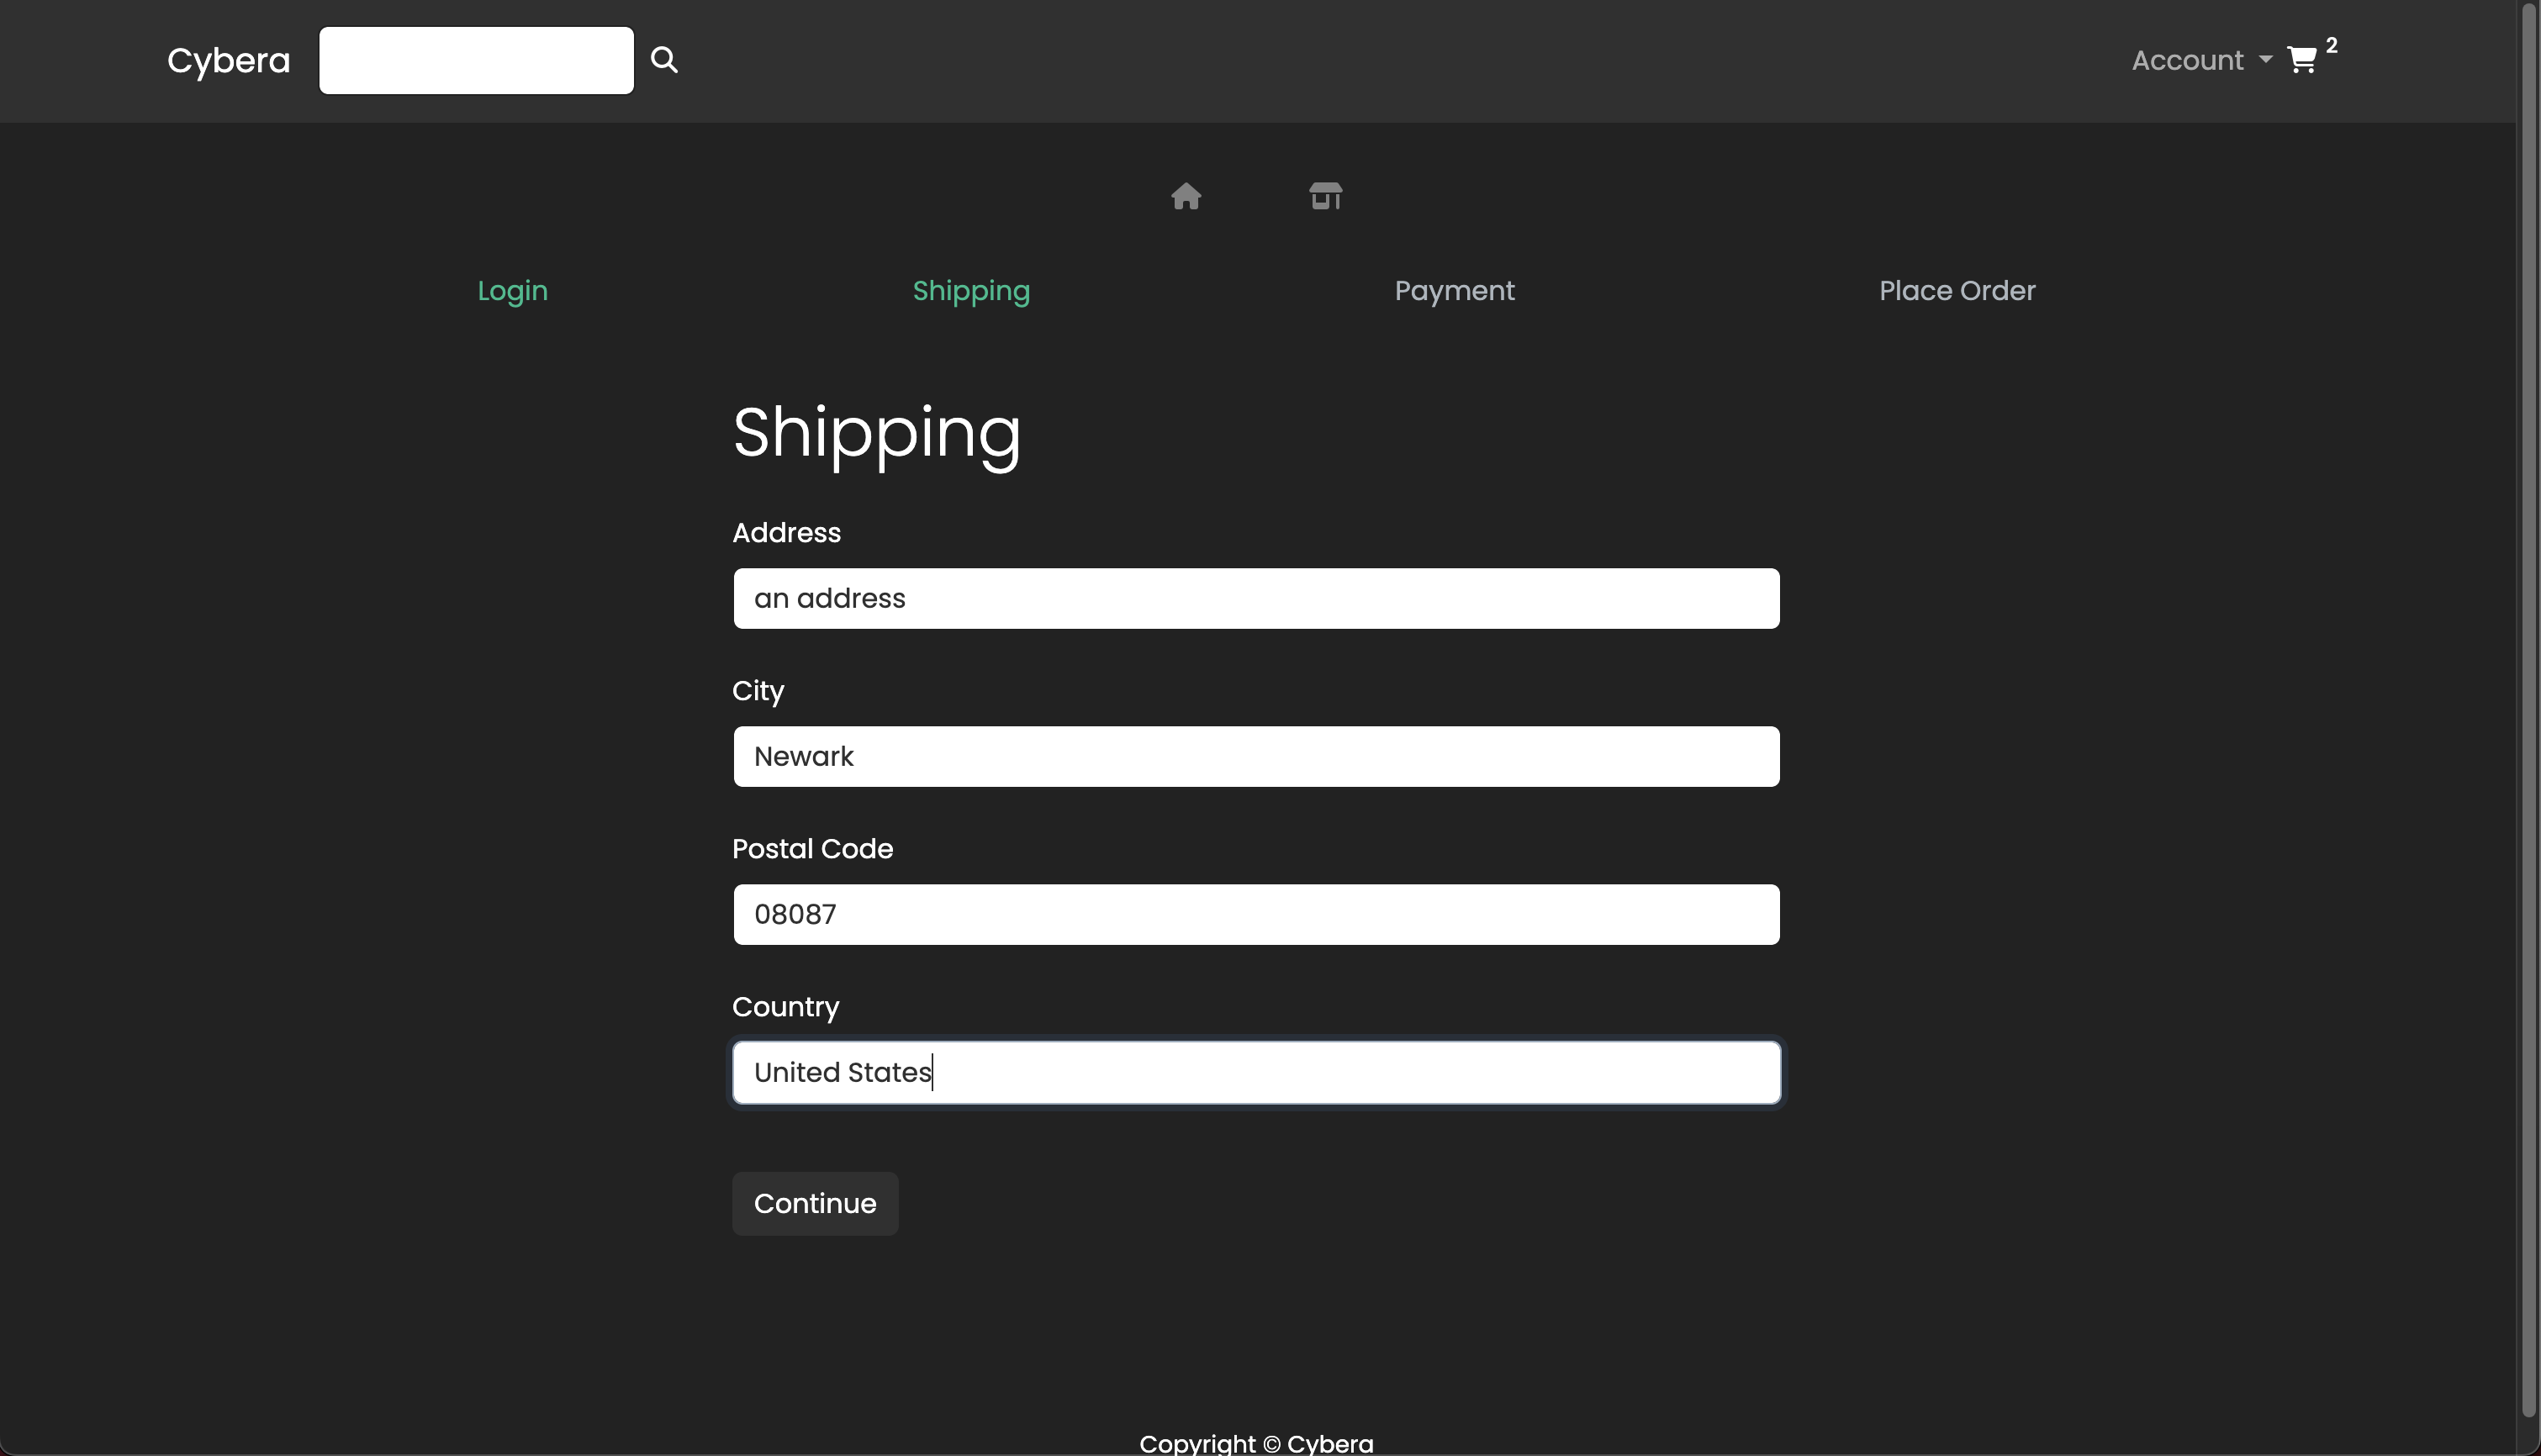 Cybera
Account 2
Login Shipping Payment Place Order
Shipping
Address
an address
City
Newark
Postal Code
08087
Country
United States
Continue
Copyright © Cybera